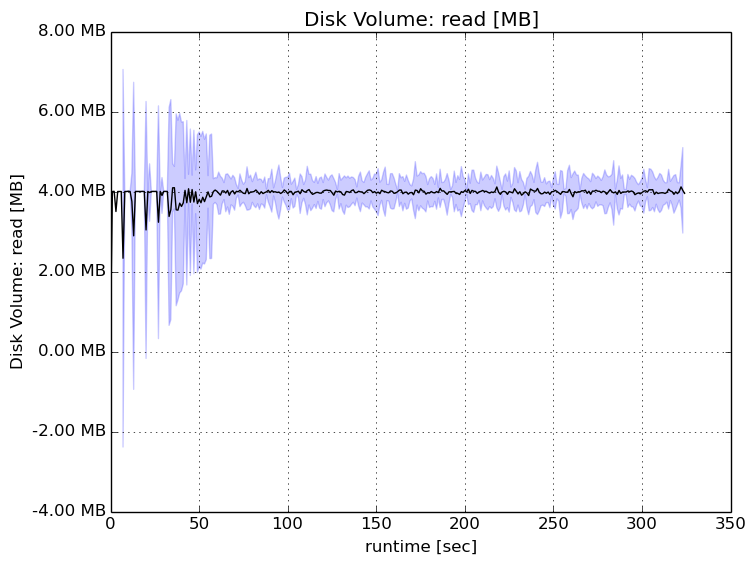 Disk Volume: read [MB]
8.00 MB
6.00 MB
4.00 MB
2.00 MB
0.00 MB
-2.00 MB
-4.00 MB
Disk Volume: read [MB]
0 50 100 150 200 250 300 350
runtime [sec]